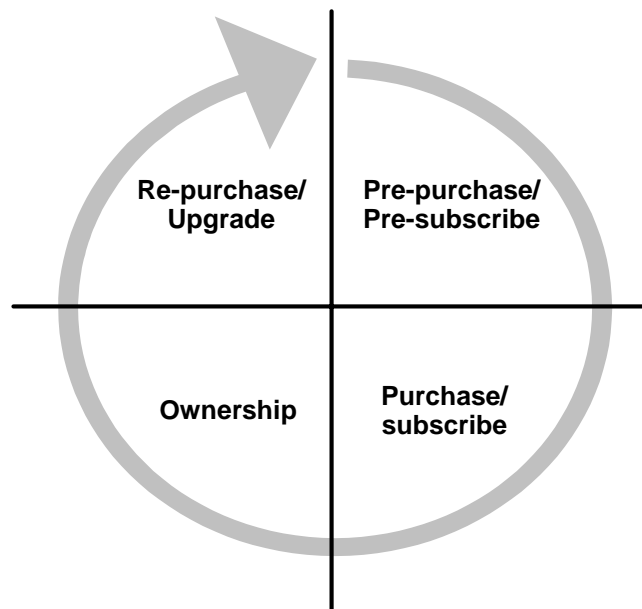 Re-purchase/
Upgrade
Pre-purchase/
Pre-subscribe
Ownership
Purchase/
subscribe